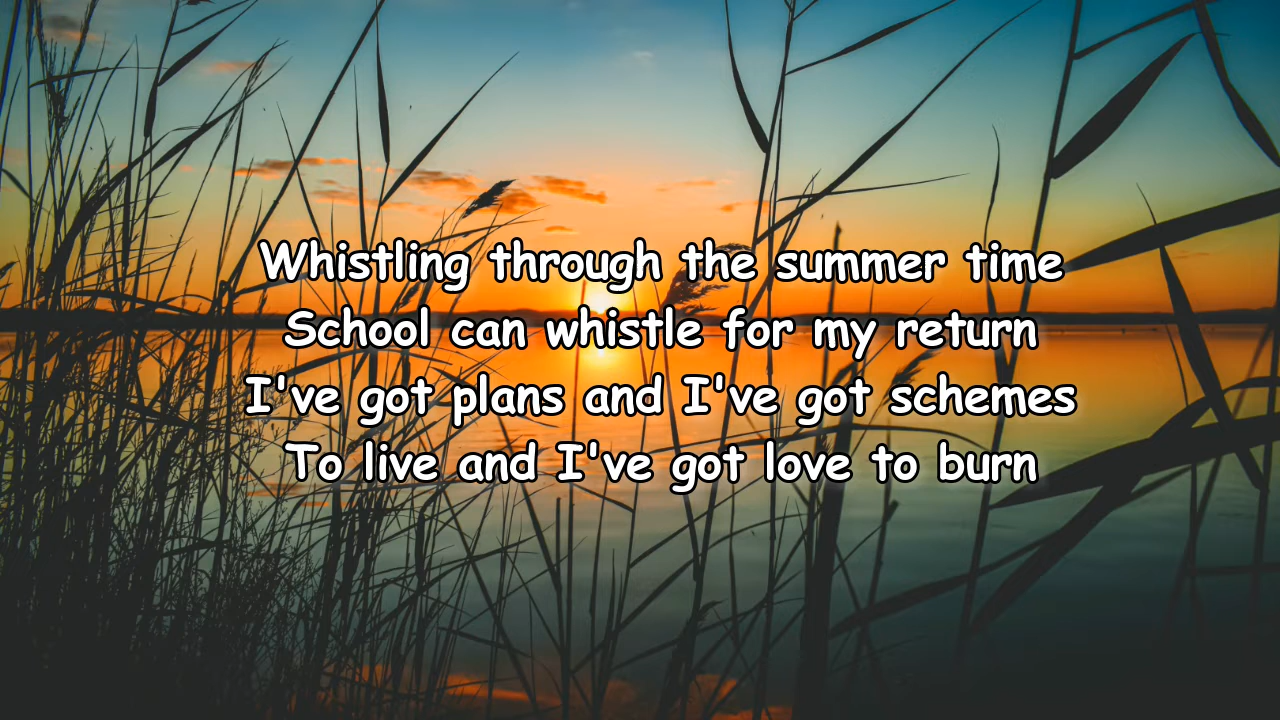 Whistling through the summer time
School can whistle for my return
I've got plans and I've got schemes
To live and I've got love to burn